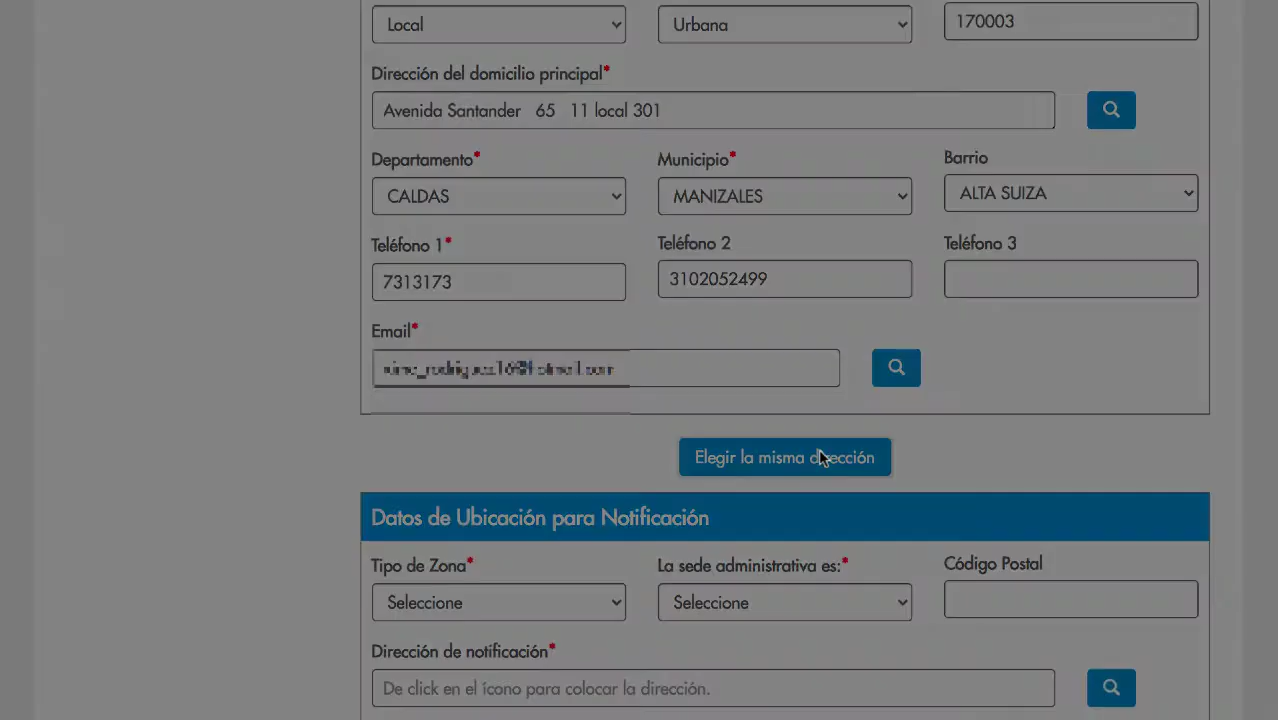 Local Urbana 170003
Dirección del domicilio principal*
Avenida Santander 65 11 local 301
Departamento* Municipio* Barrio
CALDAS MANIZALES ALTA SUIZA
Teléfono 1* Teléfono 2 Teléfono 3
7313173 3102052499
Email*
Elegir la misma dirección
Datos de Ubicación para Notificación
Tipo de Zona* La sede administrativa es:* Código Postal
Seleccione Seleccione
Dirección de notificación*
De click en el ícono para colocar la dirección.